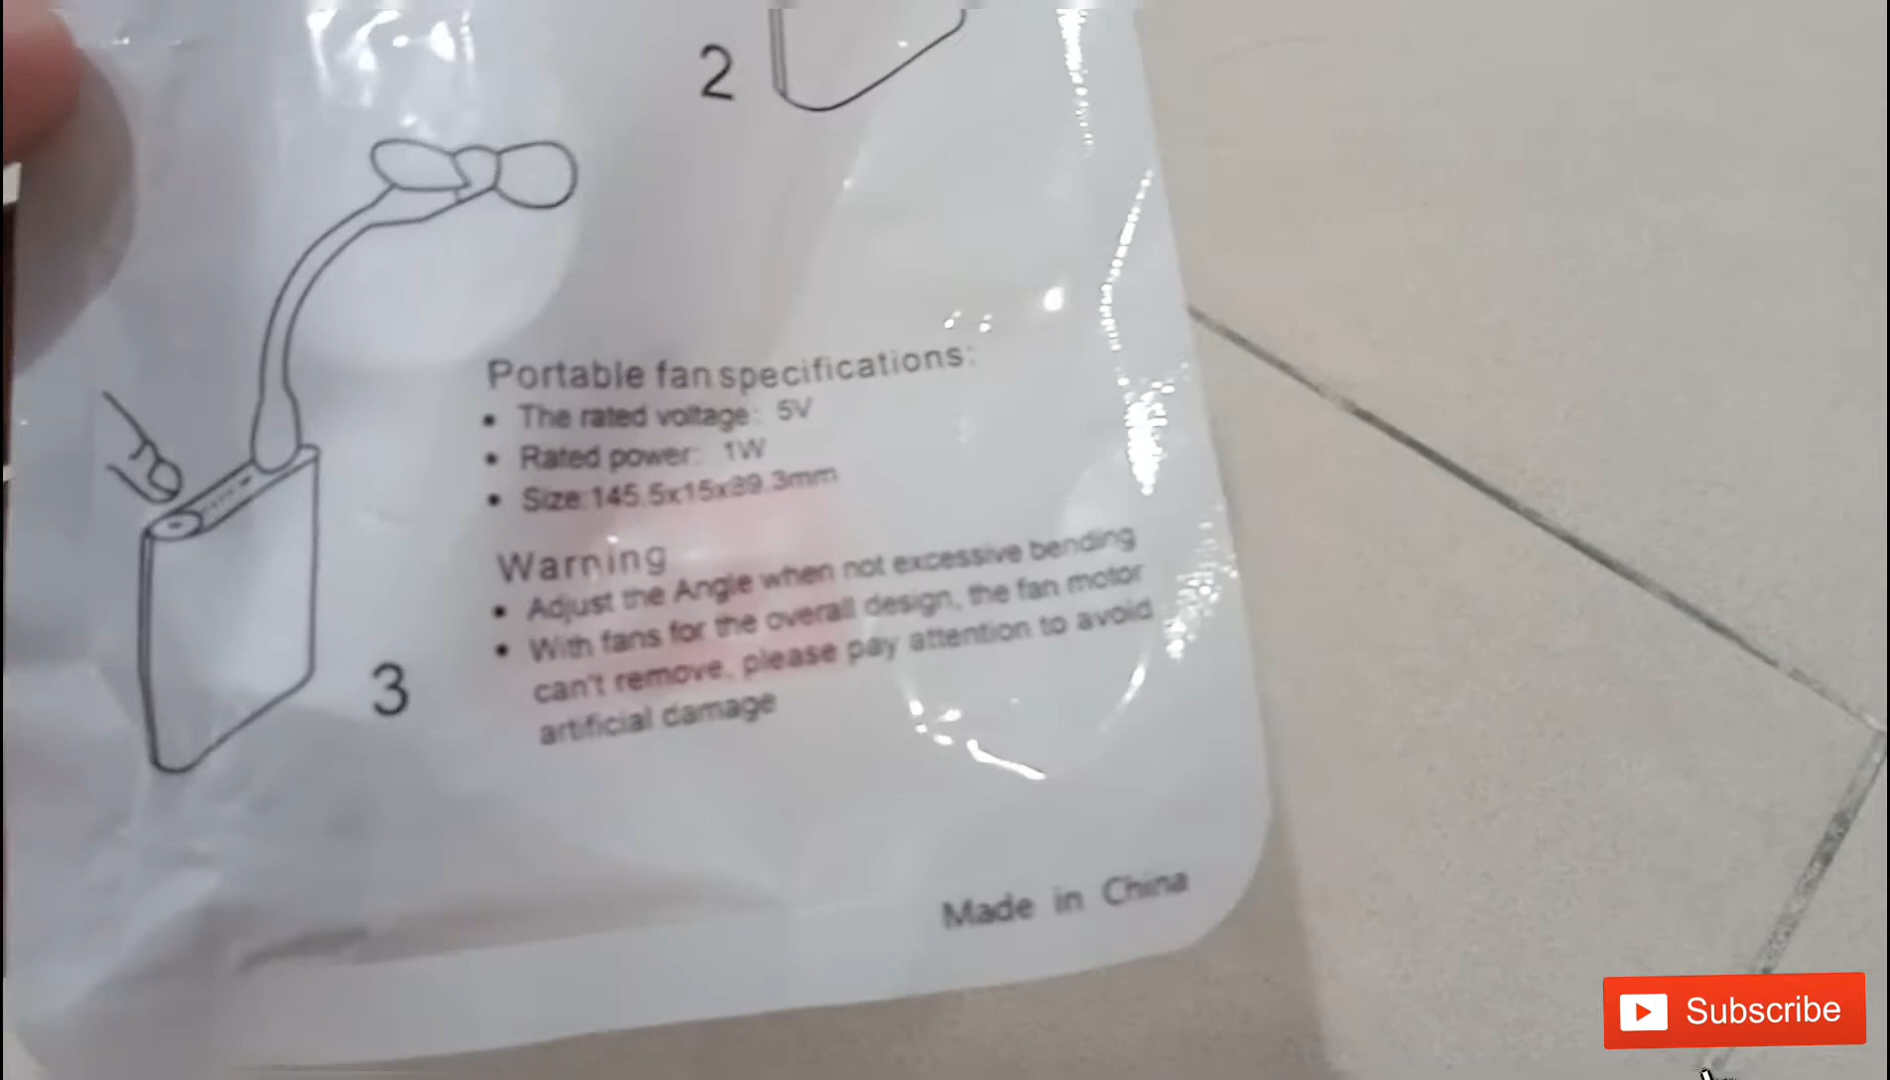 2
Portable fan specifications:
• The rated voltage: 5V
• Rated power: 1W
• Size:145.5x15x89.3mm
Warning
• Adjust the Angle when not excessive bending
• With fans for the overall design, the fan motor
can't remove, please pay attention to avoid
artificial damage
3
Made in China
Subscribe